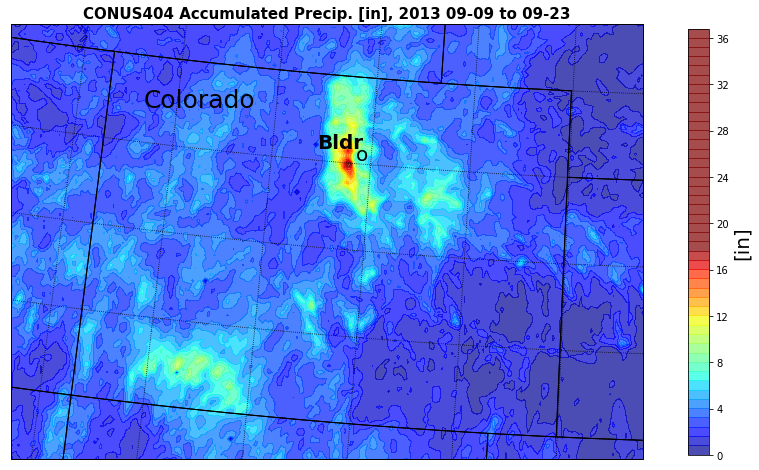 CONUS404 Accumulated Precip. [in], 2013 09-09 to 09-23
Colorado
Bldr
o
36
32
28
24
20
16
12
8
4
0
[in]